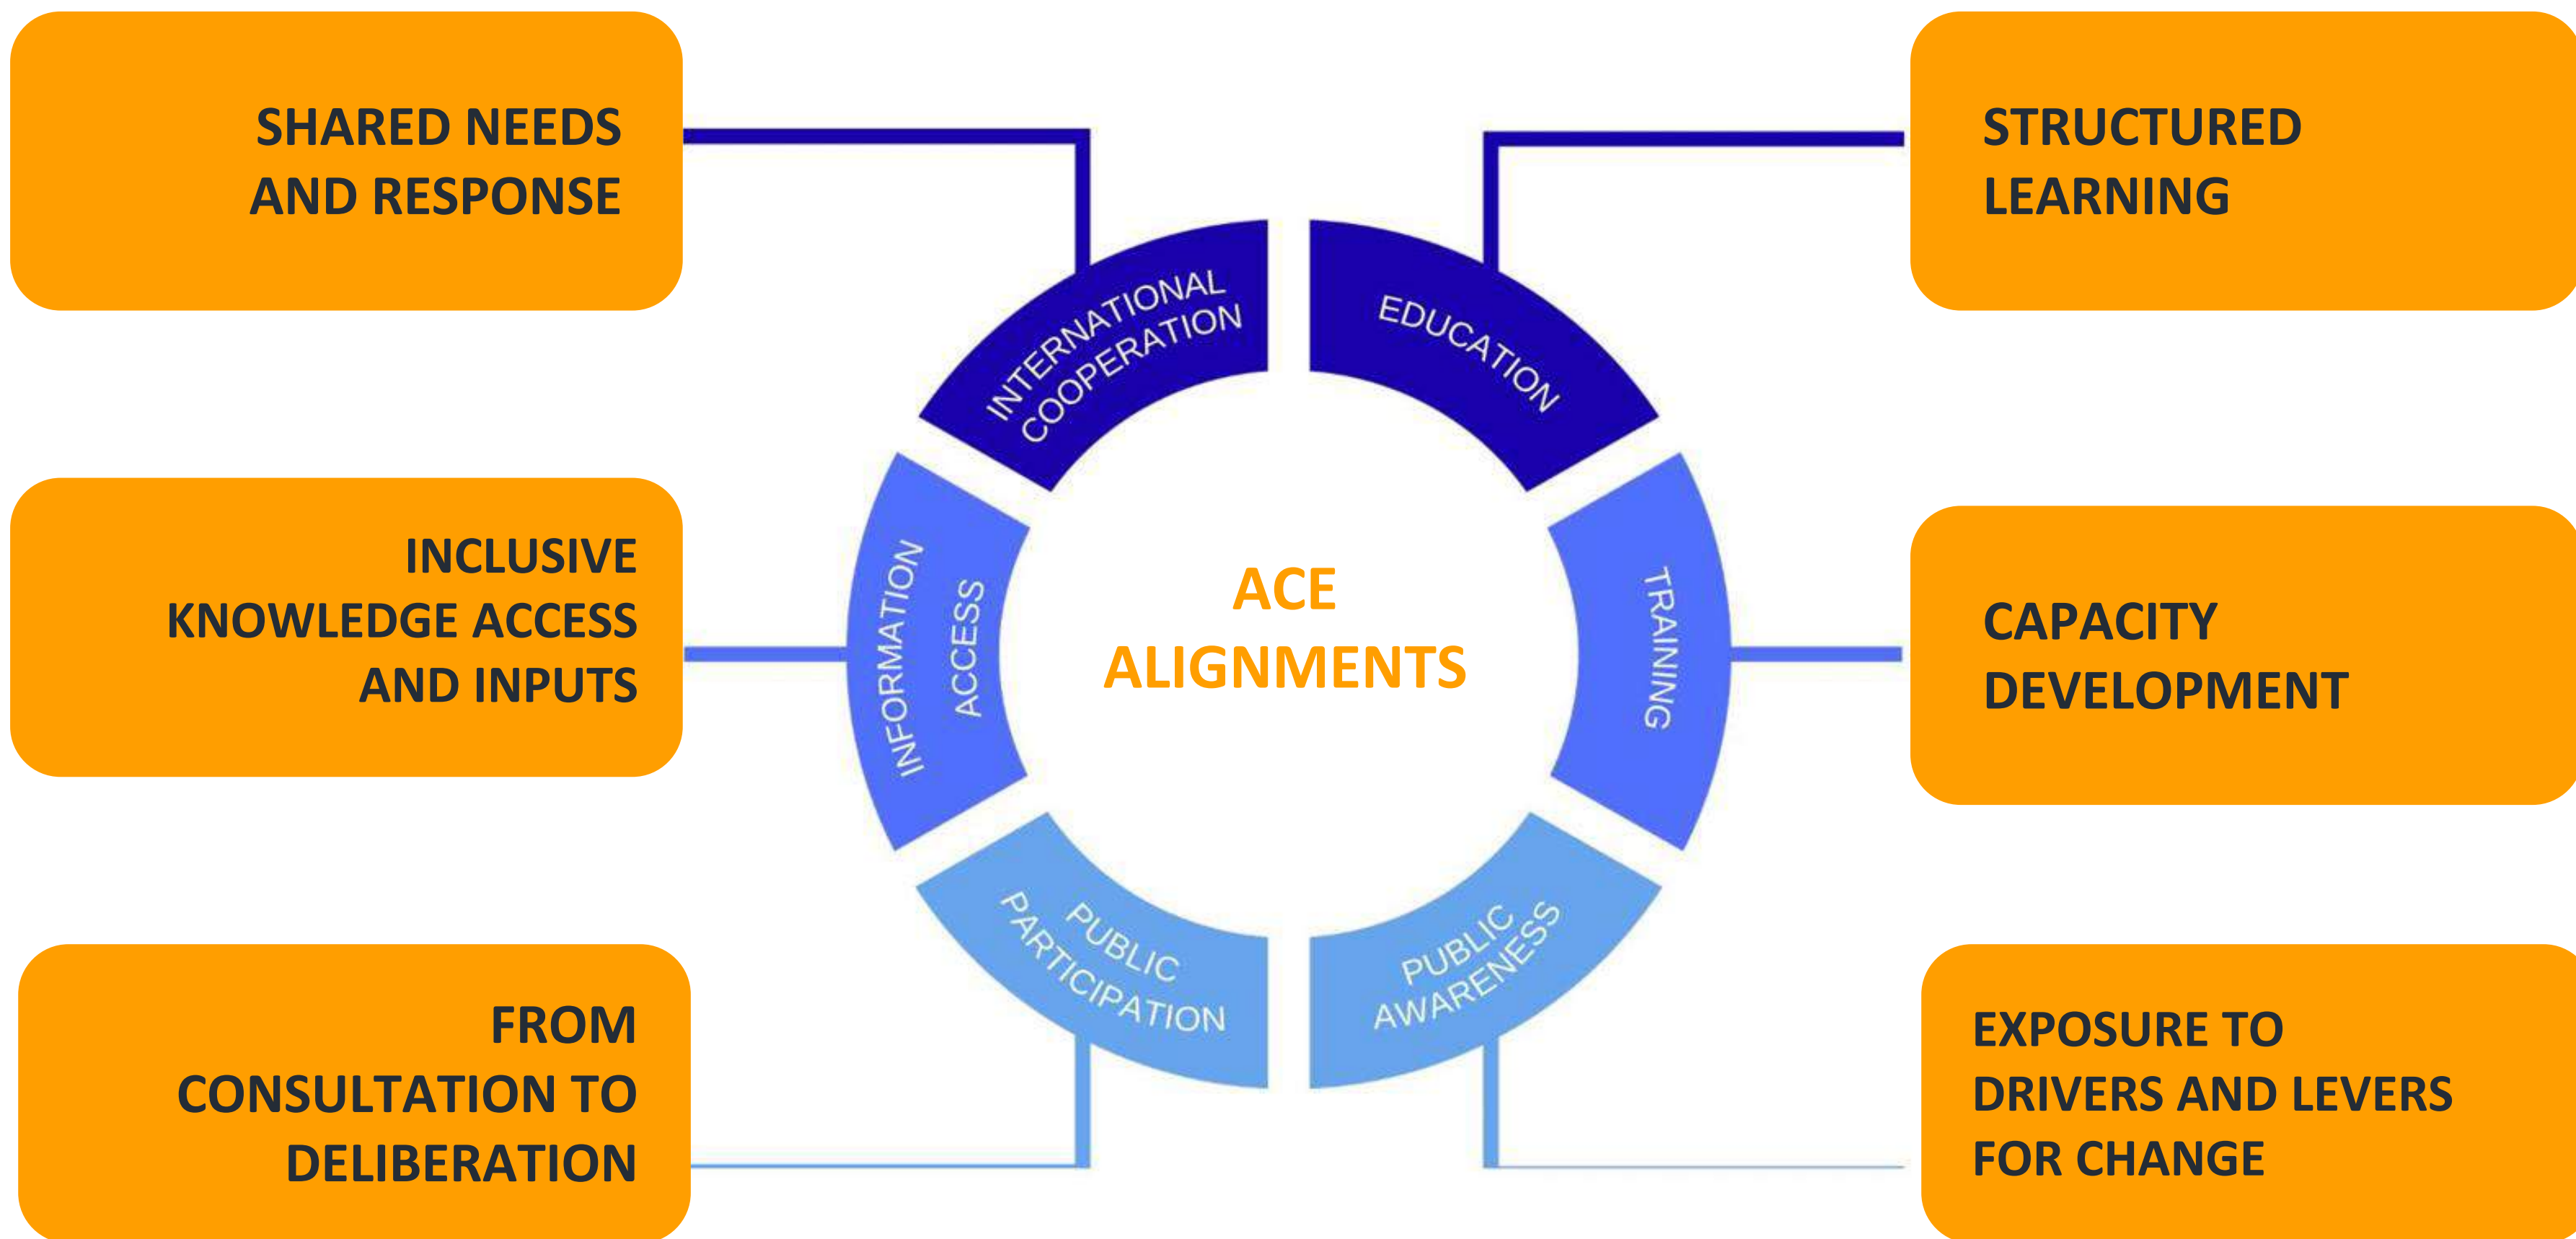 SHARED NEEDS
AND RESPONSE
STRUCTURED
LEARNING
INTERNATIONAL
COOPERATION
EDUCATION
INCLUSIVE
KNOWLEDGE ACCESS
AND INPUTS
INFORMATION
ACCESS
ACE
ALIGNMENTS
TRAINING
CAPACITY
DEVELOPMENT
PUBLIC
PARTICIPATION
PUBLIC
AWARENESS
FROM
CONSULTATION TO
DELIBERATION
EXPOSURE TO
DRIVERS AND LEVERS
FOR CHANGE